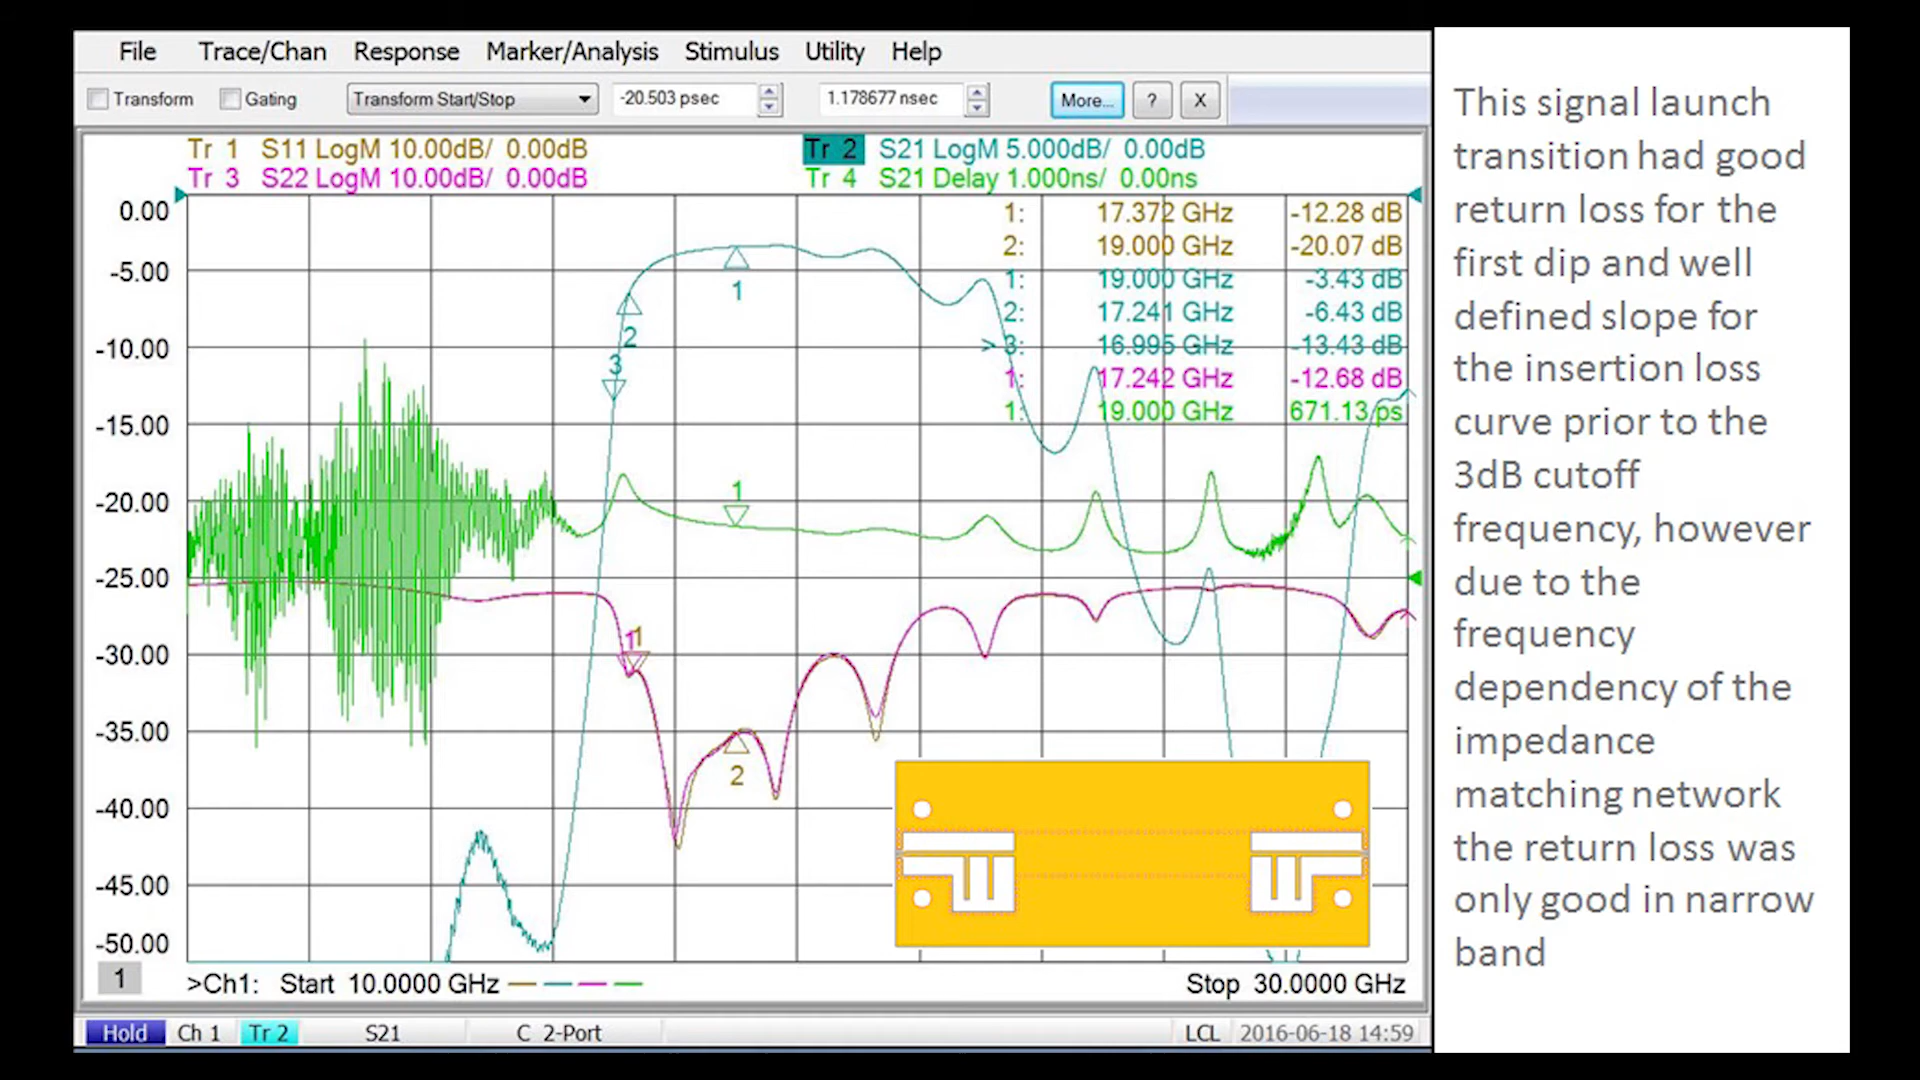 File Trace/Chan Response Marker/Analysis Stimulus Utility Help
Transform Gating Transform Start/Stop -20.503 psec 1.178677 nsec More... ? X
Tr 1 S11 LogM 10.00dB/ 0.00dB
Tr 2 S21 LogM 5.000dB/ 0.00dB
Tr 3 S22 LogM 10.00dB/ 0.00dB
Tr 4 S21 Delay 1.000ns/ 0.00ns
0.00
-5.00
-10.00
-15.00
-20.00
-25.00
-30.00
-35.00
-40.00
-45.00
-50.00
1: 17.372 GHz -12.28 dB
2: 19.000 GHz -20.07 dB
1: 19.000 GHz -3.43 dB
2: 17.241 GHz -6.43 dB
>3: 16.995 GHz -13.43 dB
1: 17.242 GHz -12.68 dB
1: 19.000 GHz 671.13 ps
1
2
3
1
1
1
2
1 >Ch1: Start 10.0000 GHz Stop 30.0000 GHz
Hold Ch 1 Tr 2 S21 C 2-Port LCL 2016-06-18 14:59
This signal launch
transition had good
return loss for the
first dip and well
defined slope for
the insertion loss
curve prior to the
3dB cutoff
frequency, however
due to the
frequency
dependency of the
impedance
matching network
the return loss was
only good in narrow
band